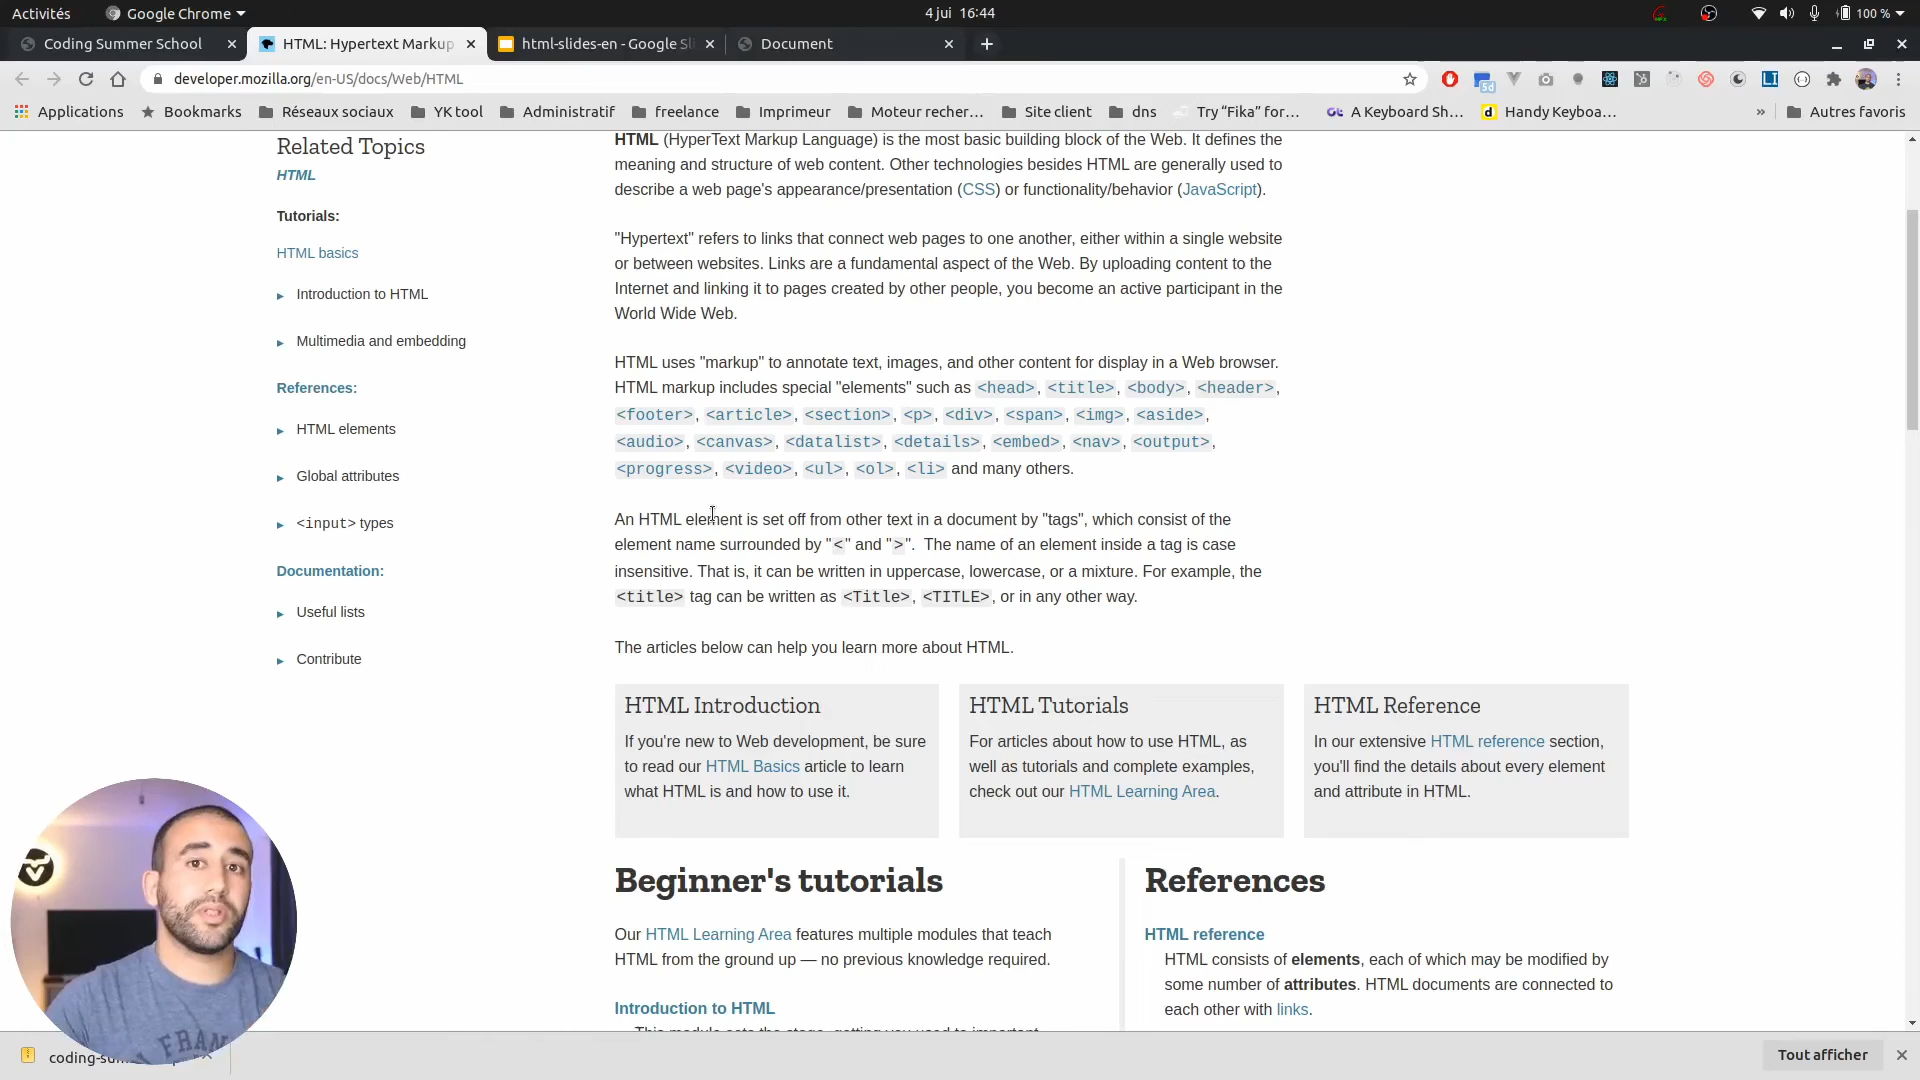 Activités
Google Chrome
4 jui 16:44
100 %
Coding Summer School
HTML: Hypertext Markup
html-slides-en - Google Sl
Document
developer.mozilla.org/en-US/docs/Web/HTML
5d
LI
Applications
Bookmarks
Réseaux sociaux
YK tool
Administratif
freelance
Imprimeur
Moteur recher…
Site client
dns
Try “Fika” for…
A Keyboard Sh…
Handy Keyboa…
»
Autres favoris
Related Topics
HTML
Tutorials:
HTML basics
Introduction to HTML
Multimedia and embedding
References:
HTML elements
Global attributes
<input> types
Documentation:
Useful lists
Contribute
HTML (HyperText Markup Language) is the most basic building block of the Web. It defines the
meaning and structure of web content. Other technologies besides HTML are generally used to
describe a web page's appearance/presentation (CSS) or functionality/behavior (JavaScript).
"Hypertext" refers to links that connect web pages to one another, either within a single website
or between websites. Links are a fundamental aspect of the Web. By uploading content to the
Internet and linking it to pages created by other people, you become an active participant in the
World Wide Web.
HTML uses "markup" to annotate text, images, and other content for display in a Web browser.
HTML markup includes special "elements" such as <head>, <title>, <body>, <header>,
<footer>, <article>, <section>, <p>, <div>, <span>, <img>, <aside>,
<audio>, <canvas>, <datalist>, <details>, <embed>, <nav>, <output>,
<progress>, <video>, <ul>, <ol>, <li> and many others.
An HTML element is set off from other text in a document by "tags", which consist of the
element name surrounded by "<" and ">".  The name of an element inside a tag is case
insensitive. That is, it can be written in uppercase, lowercase, or a mixture. For example, the
<title> tag can be written as <Title>, <TITLE>, or in any other way.
The articles below can help you learn more about HTML.
HTML Introduction
If you're new to Web development, be sure
to read our HTML Basics article to learn
what HTML is and how to use it.
HTML Tutorials
For articles about how to use HTML, as
well as tutorials and complete examples,
check out our HTML Learning Area.
HTML Reference
In our extensive HTML reference section,
you'll find the details about every element
and attribute in HTML.
Beginner's tutorials
Our HTML Learning Area features multiple modules that teach
HTML from the ground up — no previous knowledge required.
Introduction to HTML
References
HTML reference
HTML consists of elements, each of which may be modified by
some number of attributes. HTML documents are connected to
each other with links.
Tout afficher